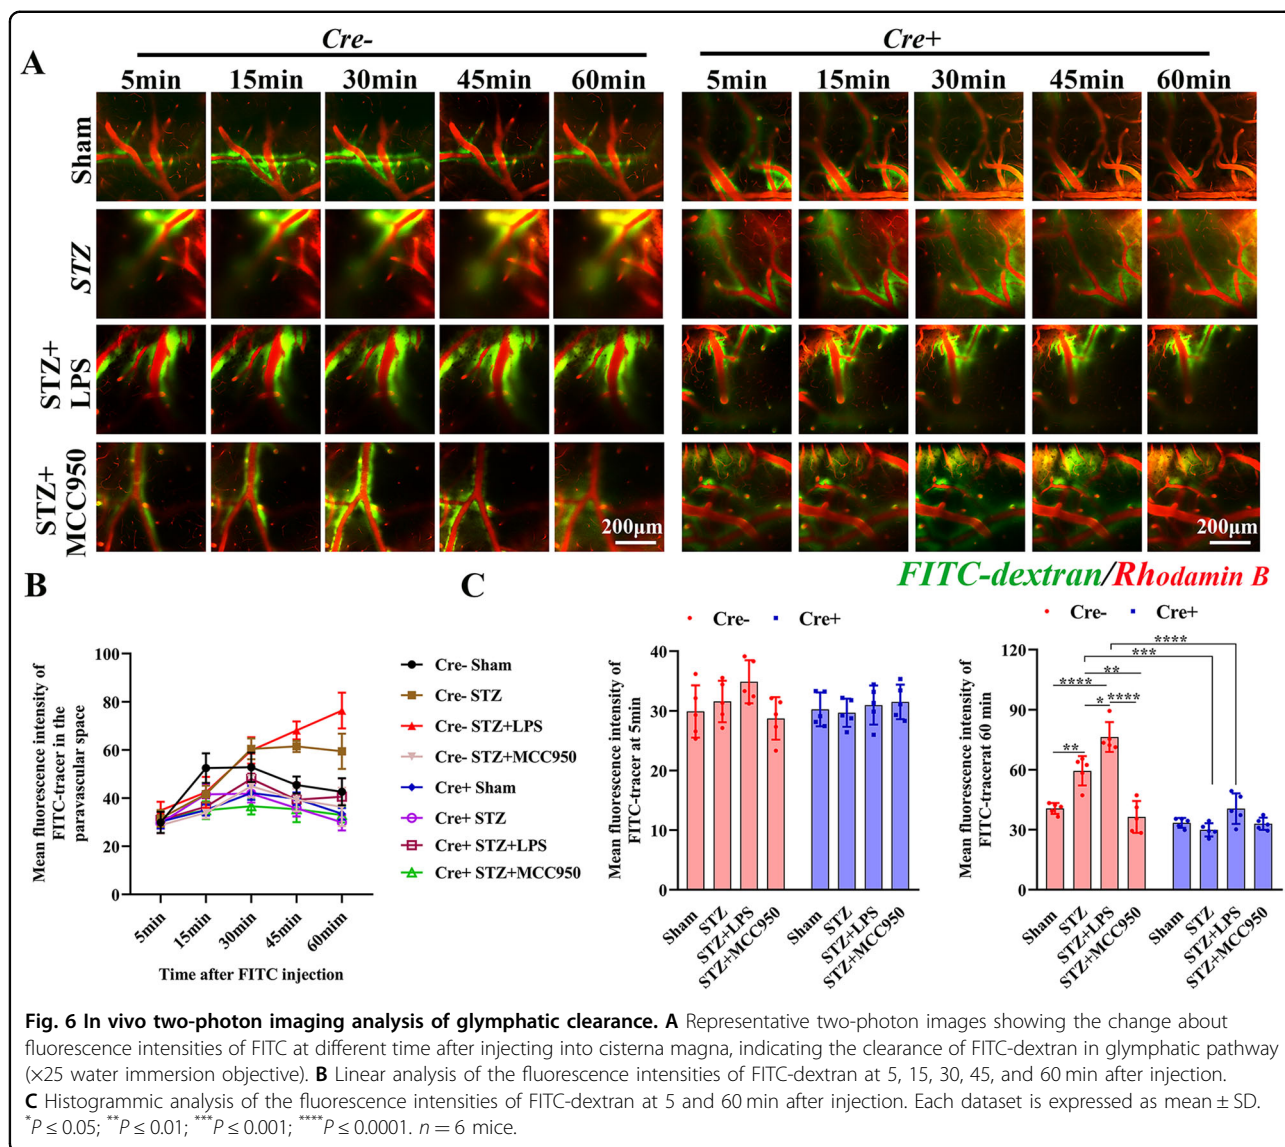 Cre-
Cre+
A
5min 15min 30min 45min 60min
5min 15min 30min 45min 60min
Sham
STZ
STZ+
LPS
STZ+
MCC950
200μm
200μm
FITC-dextran/Rhodamin B
B
Mean fluorescence intensity of
FITC-tracer in the
paravascular space
100
80
60
40
20
0
5min
15min
30min
45min
60mim
Time after FITC injection
Cre- Sham
Cre- STZ
Cre- STZ+LPS
Cre- STZ+MCC950
Cre+ Sham
Cre+ STZ
Cre+ STZ+LPS
Cre+ STZ+MCC950
C
Cre- Cre+
Mean fluorescence intensity of
FITC-tracer at 5min
40
30
20
10
0
Sham
STZ
STZ+LPS
STZ+MCC950
Sham
STZ
STZ+LPS
STZ+MCC950
Cre- Cre+
Mean fluorescence intensity of
FITC-tracerat 60 min
120
90
60
30
0
****
***
**
****
* ****
**
Sham
STZ
STZ+LPS
STZ+MCC950
Sham
STZ
STZ+LPS
STZ+MCC950
Fig. 6 In vivo two-photon imaging analysis of glymphatic clearance. A Representative two-photon images showing the change about
fluorescence intensities of FITC at different time after injecting into cisterna magna, indicating the clearance of FITC-dextran in glymphatic pathway
(×25 water immersion objective). B Linear analysis of the fluorescence intensities of FITC-dextran at 5, 15, 30, 45, and 60 min after injection.
C Histogrammic analysis of the fluorescence intensities of FITC-dextran at 5 and 60 min after injection. Each dataset is expressed as mean ± SD.
*P ≤ 0.05; **P ≤ 0.01; ***P ≤ 0.001; ****P ≤ 0.0001. n = 6 mice.